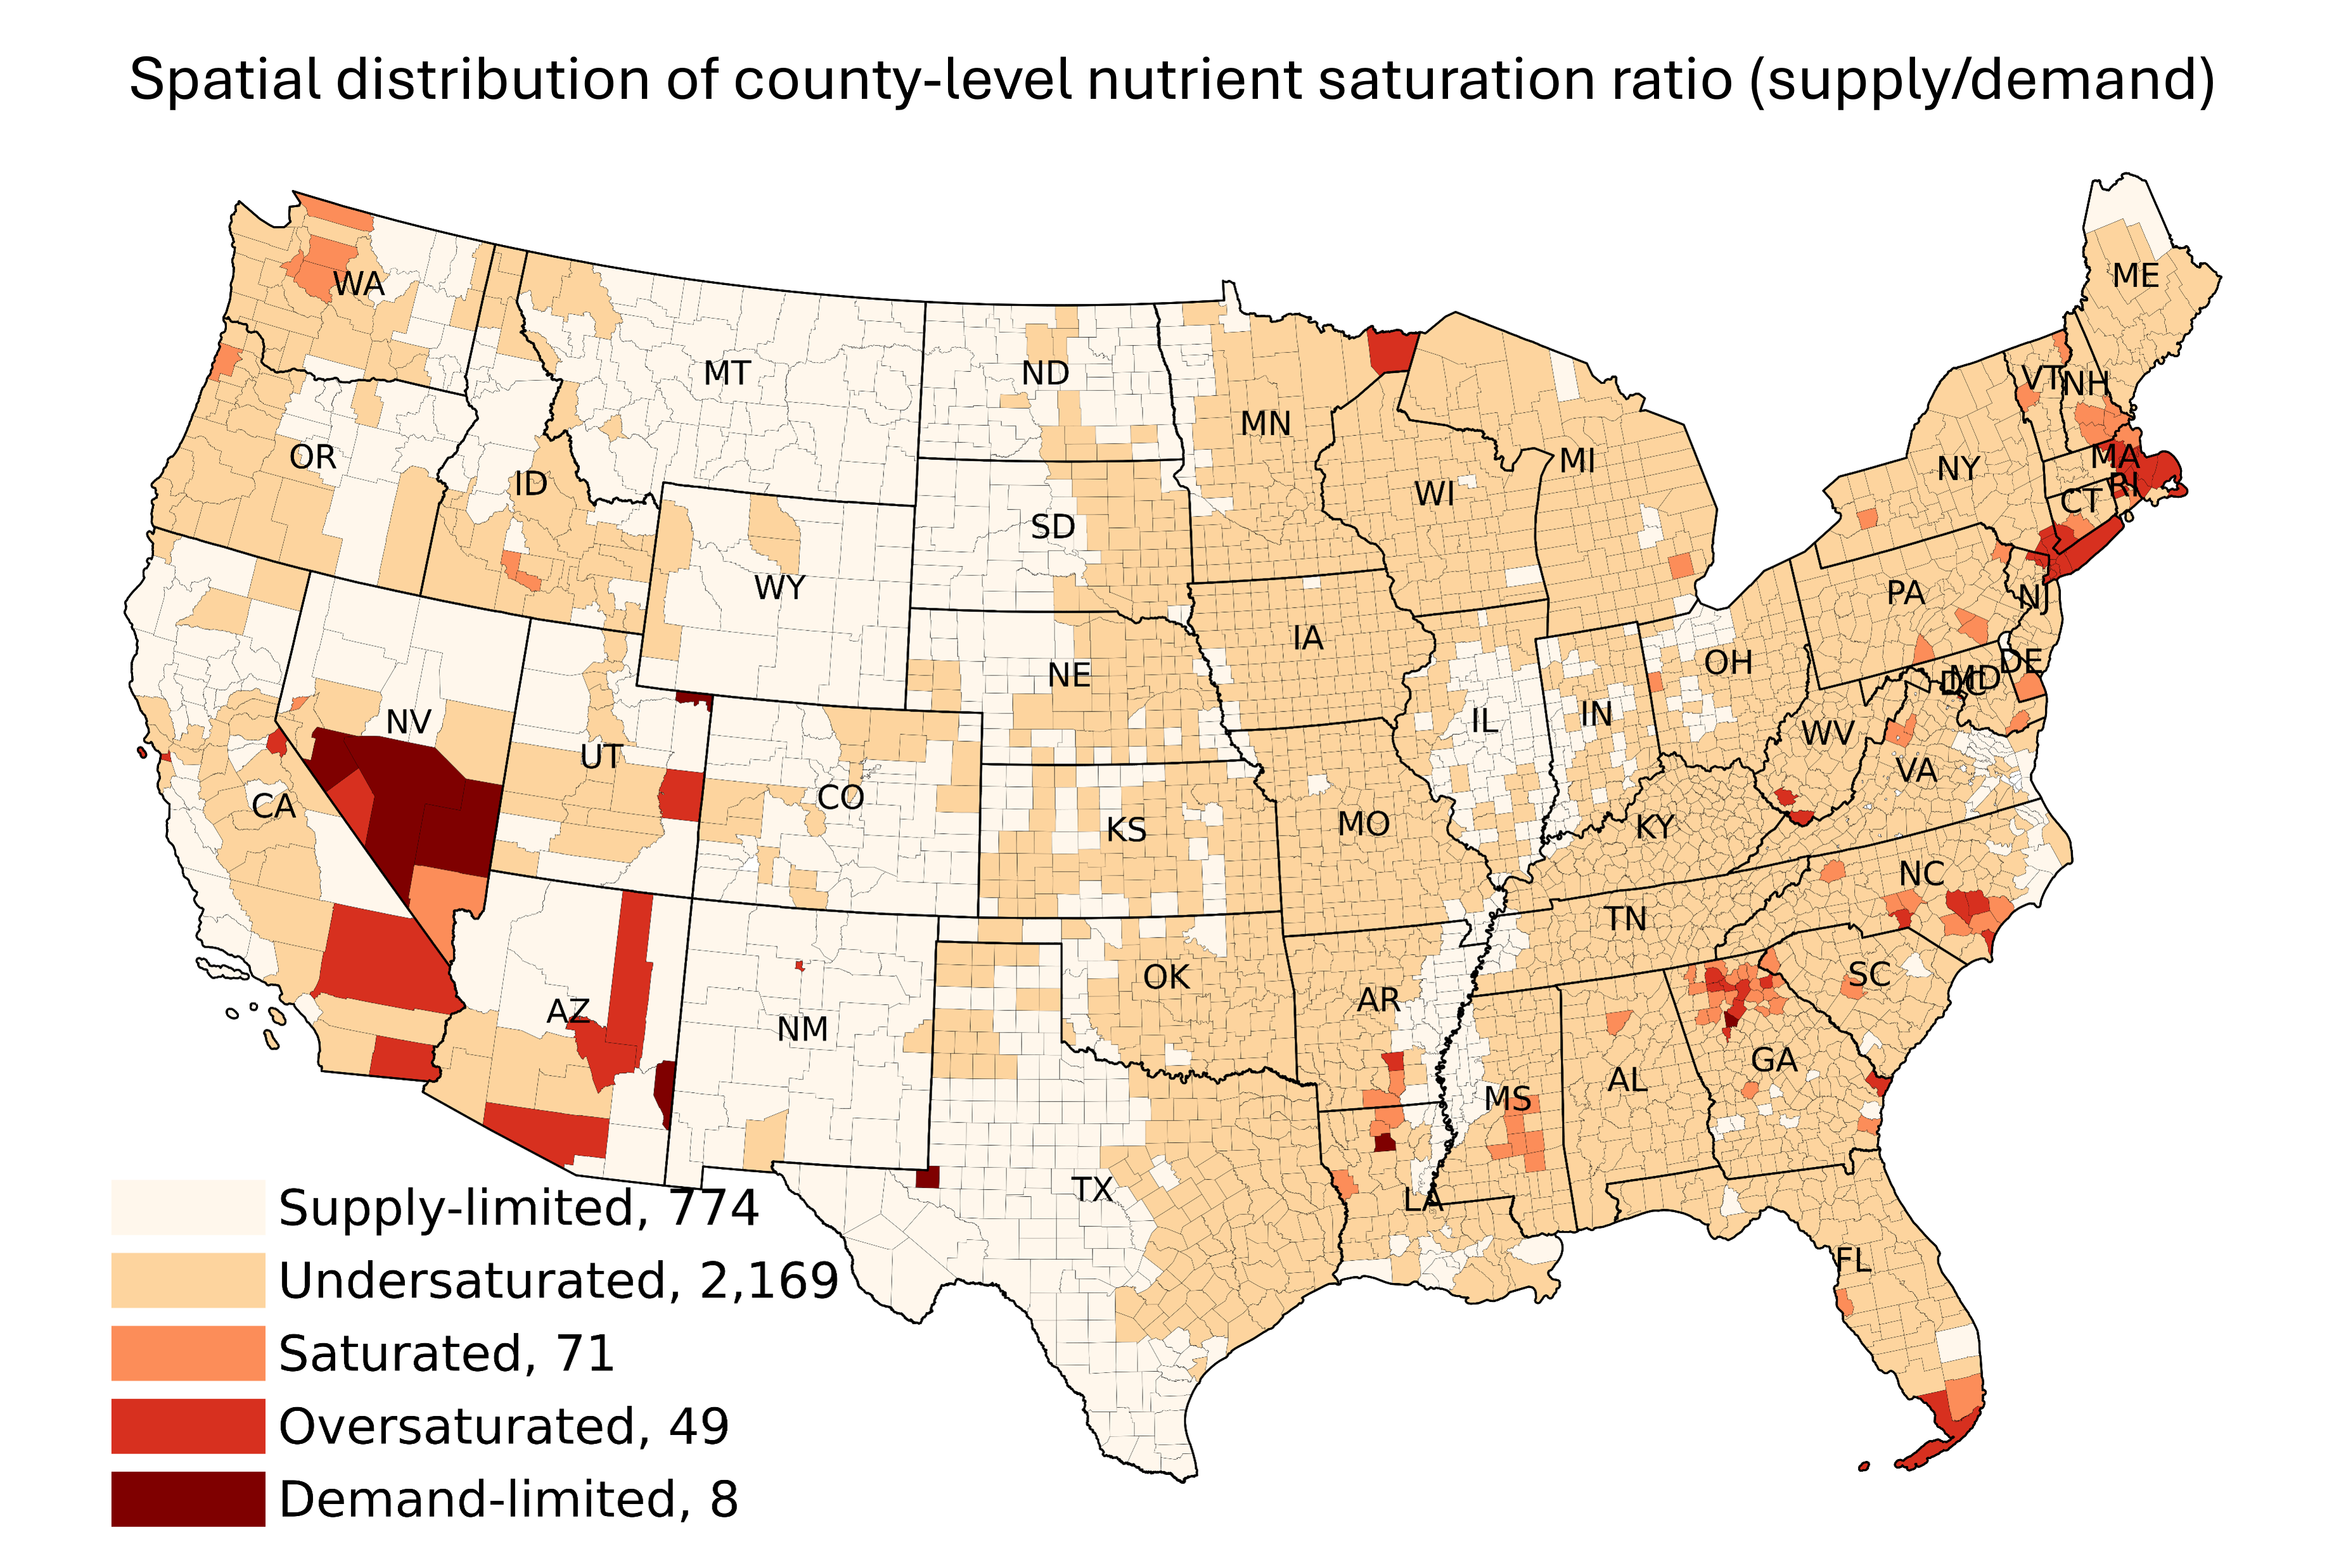 Spatial distribution of county-level nutrient saturation ratio (supply/demand)
WA
MT
ND
MN
ME
VT
NH
OR
ID
SD
WI
MI
NY
MA
RI
CT
WY
IA
PA
NJ
NE
OH
DE
MD
DC
NV
UT
CO
IL
IN
WV
VA
CA
KS
MO
KY
NC
OK
TN
AZ
NM
AR
SC
MS
AL
GA
TX
LA
FL
Supply-limited, 774
Undersaturated, 2,169
Saturated, 71
Oversaturated, 49
Demand-limited, 8